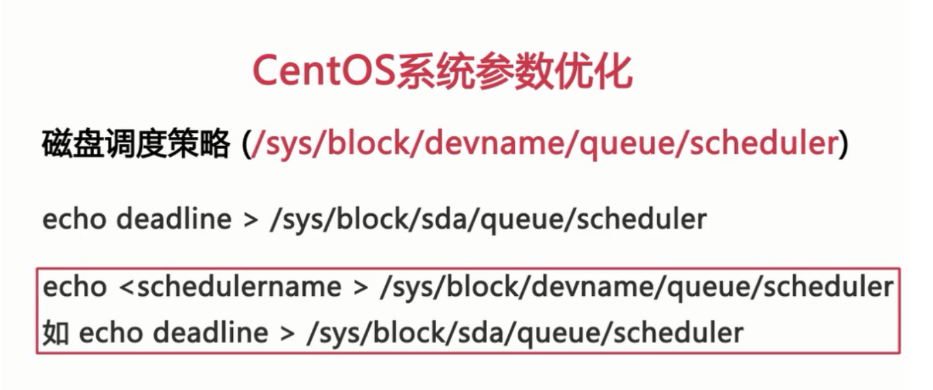 CentOS系统参数优化
磁盘调度策略 (/sys/block/devname/queue/scheduler)
echo deadline > /sys/block/sda/queue/scheduler
echo <schedulername > /sys/block/devname/queue/scheduler
如 echo deadline > /sys/block/sda/queue/scheduler